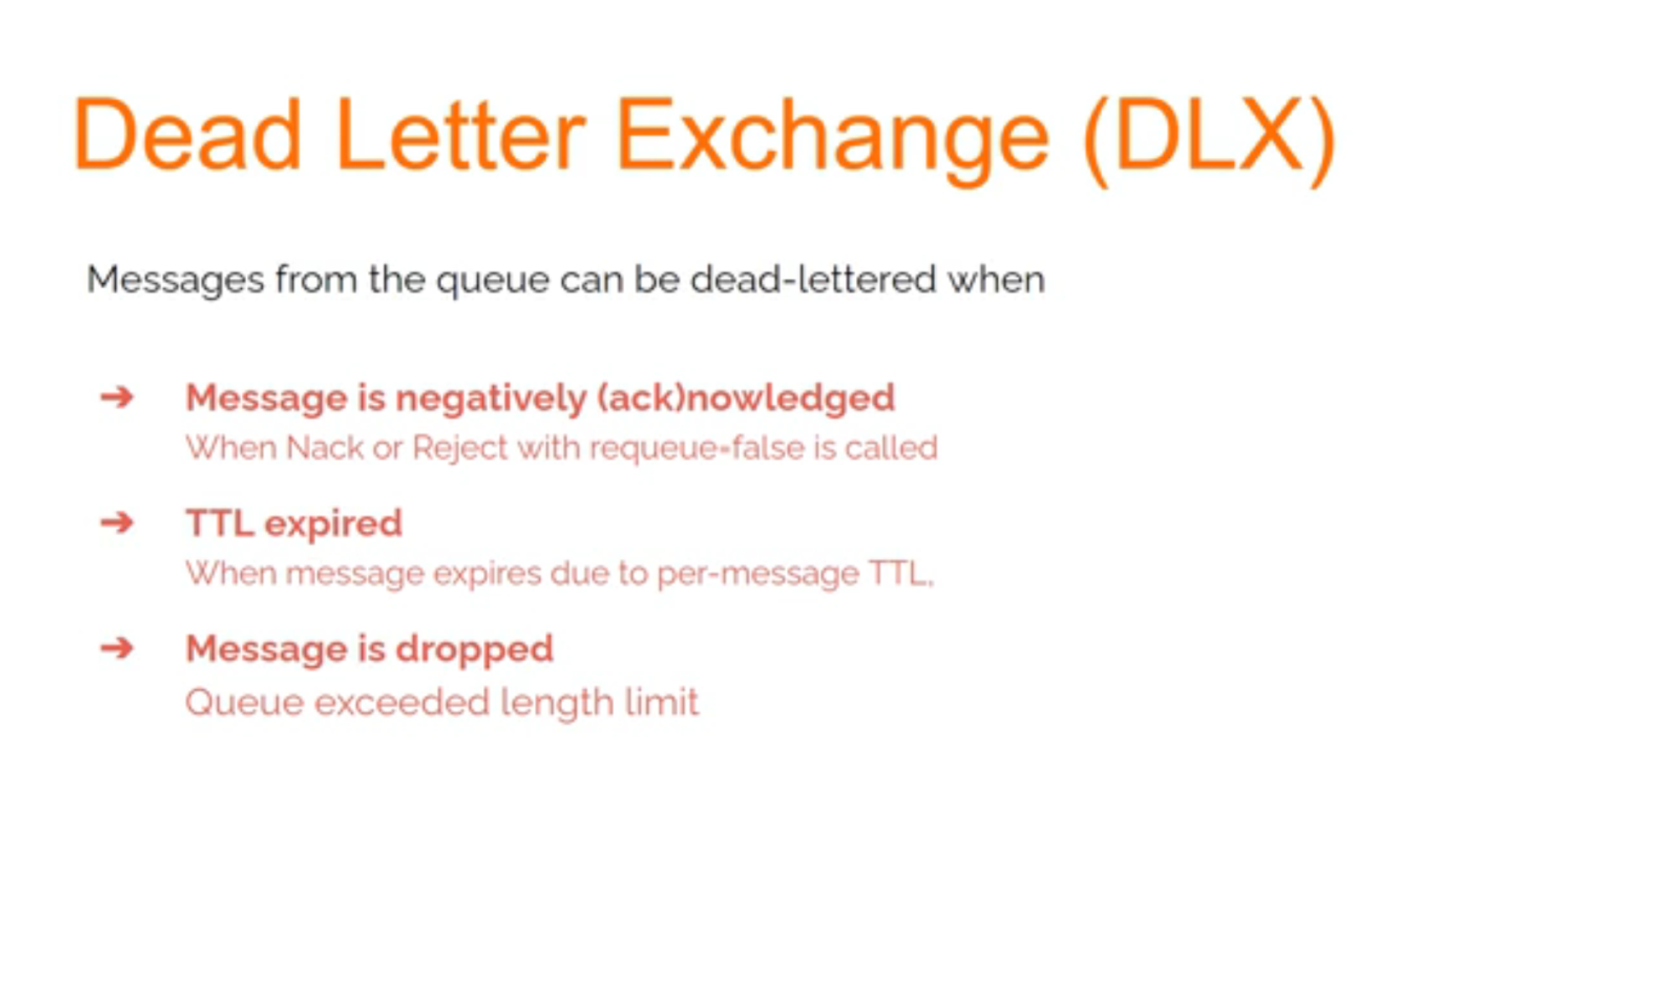 Dead Letter Exchange (DLX)
Messages from the queue can be dead-lettered when
➔ Message is negatively (ack)nowledged
When Nack or Reject with requeue=false is called
➔ TTL expired
When message expires due to per-message TTL.
➔ Message is dropped
Queue exceeded length limit